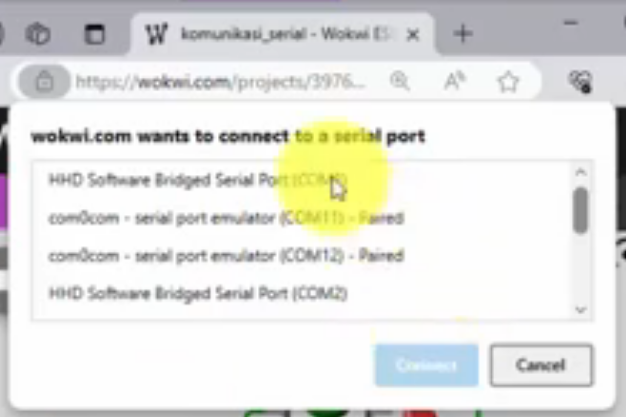 komunikasi_serial - Wokwi ES
https://wokwi.com/projects/3976...
wokwi.com wants to connect to a serial port
HHD Software Bridged Serial Port
com0com - serial port emulator (COM11) - Paired
com0com - serial port emulator (COM12) - Paired
HHD Software Bridged Serial Port (COM2)
Connect
Cancel